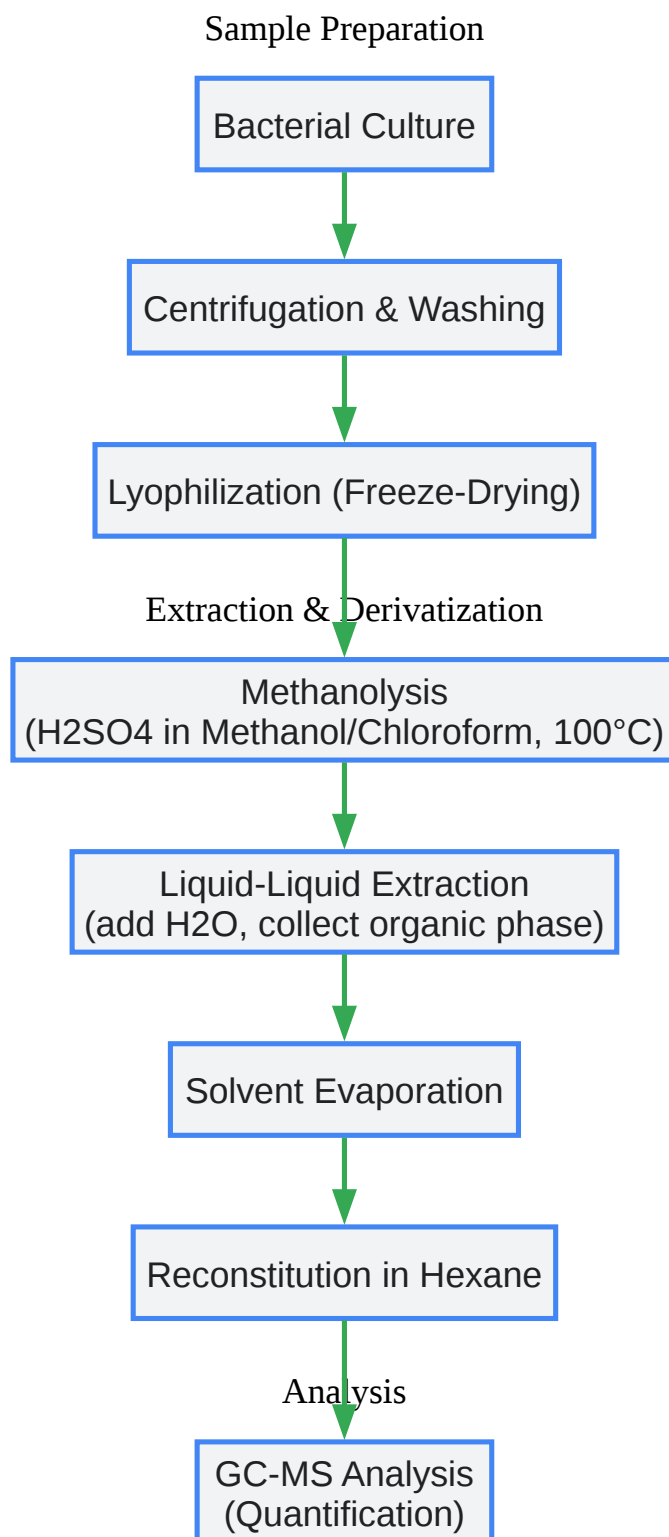 Sample Preparation
Bacterial Culture
Centrifugation & Washing
Lyophilization (Freeze-Drying)
Extraction & Derivatization
Methanolysis
(H2SO4 in Methanol/Chloroform, 100°C)
Liquid-Liquid Extraction
(add H2O, collect organic phase)
Solvent Evaporation
Reconstitution in Hexane
Analysis
GC-MS Analysis
(Quantification)